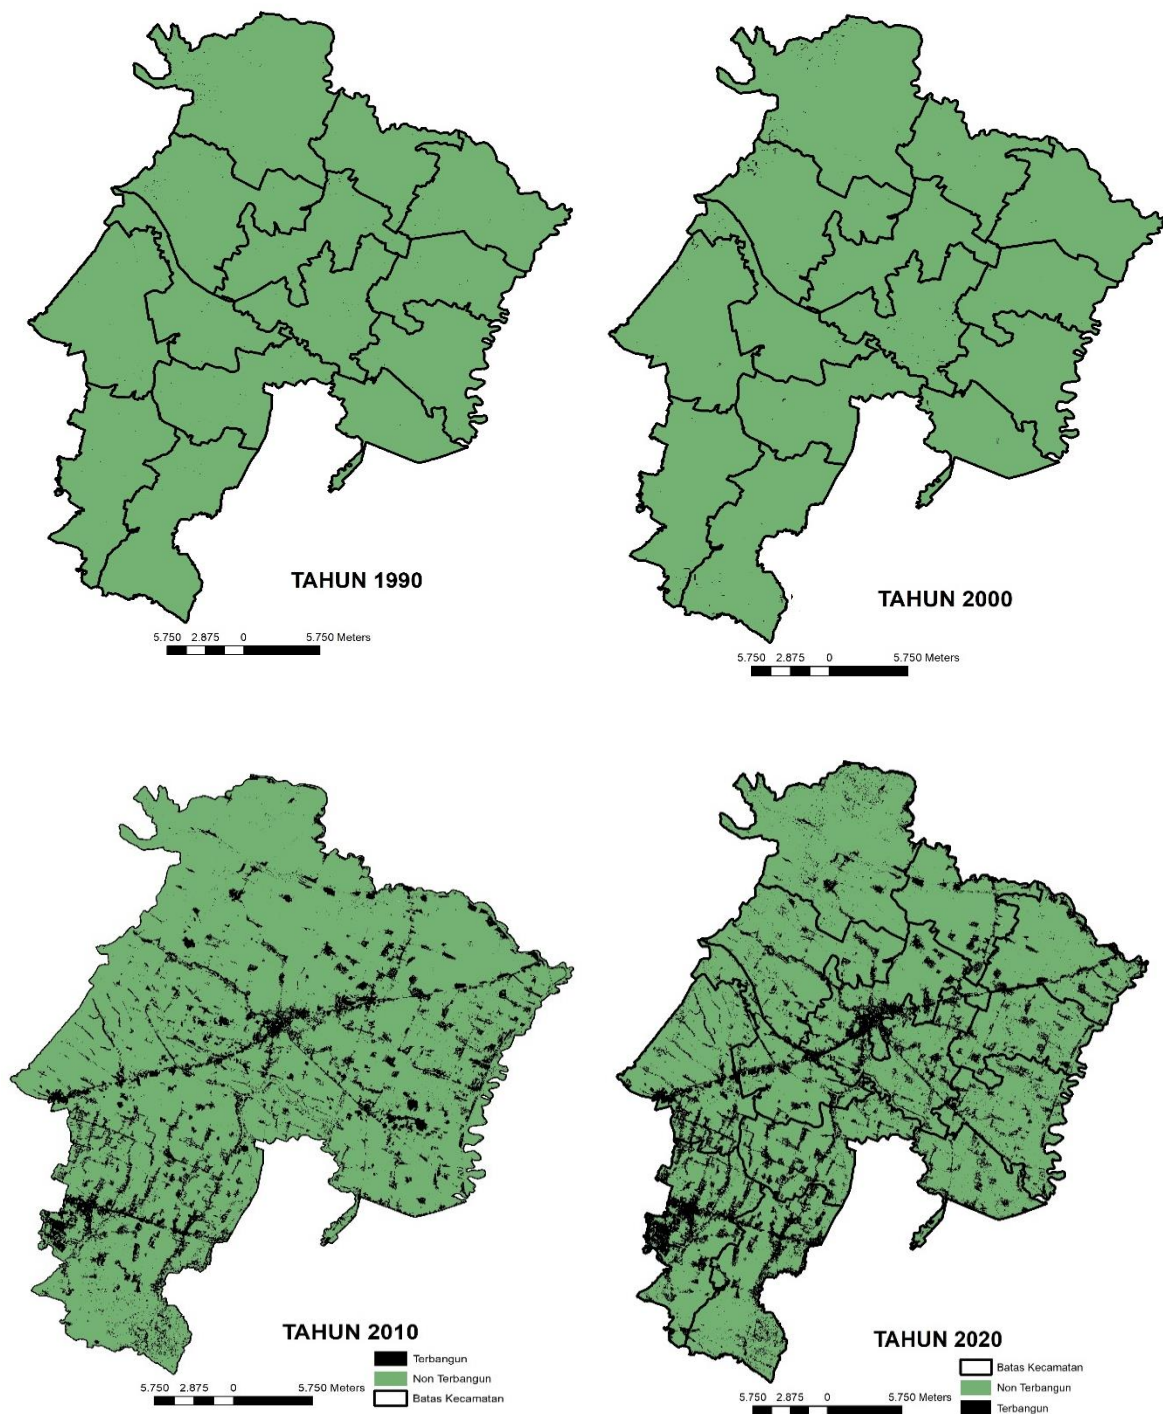 TAHUN 1990
5.750 2.875 0 5.750 Meters
TAHUN 2000
5.750 2.875 0 5.750 Meters
TAHUN 2010
Terbangun
Non Terbangun
Batas Kecamatan
5.750 2.875 0 5.750 Meters
TAHUN 2020
Batas Kecamatan
Non Terbangun
Terbangun
5.750 2.875 0 5.750 Meters